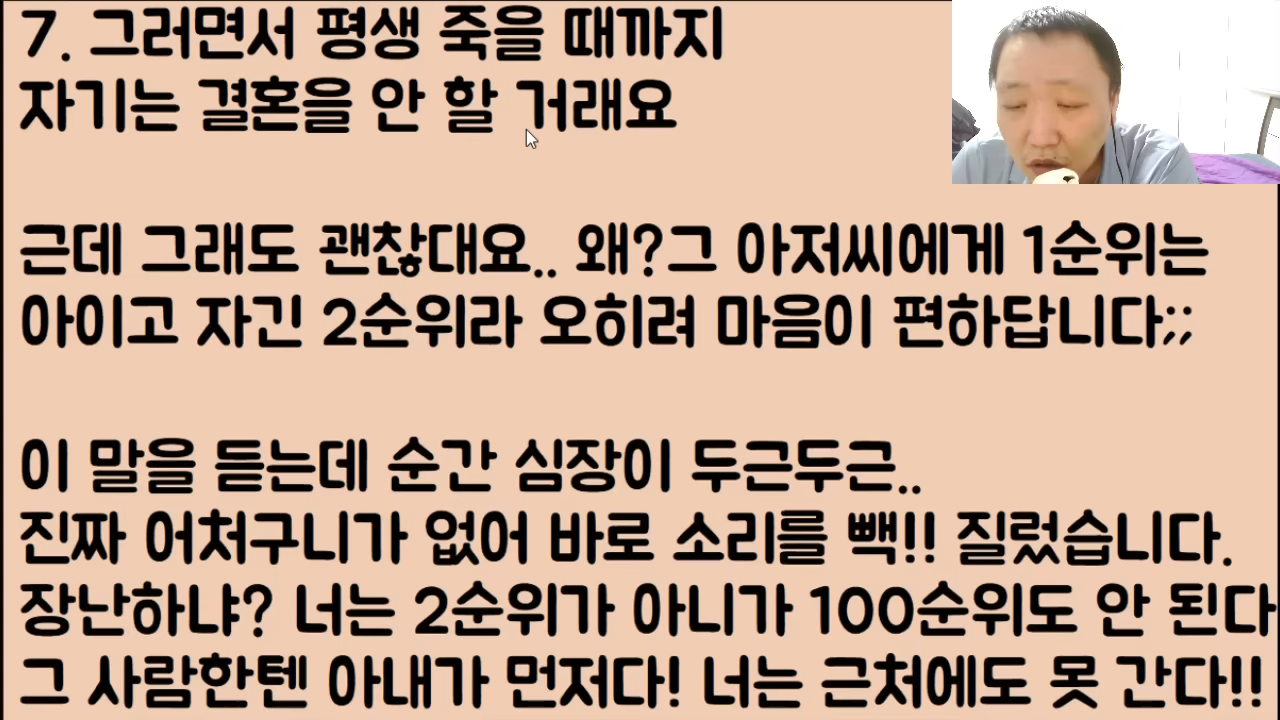 7. 그러면서 평생 죽을 때까지
자기는 결혼을 안 할 거래요
근데 그래도 괜찮대요.. 왜?그 아저씨에게 1순위는
아이고 자긴 2순위라 오히려 마음이 편하답니다;;
이 말을 듣는데 순간 심장이 두근두근..
진짜 어처구니가 없어 바로 소리를 빽!! 질렀습니다.
장난하냐? 너는 2순위가 아니가 100순위도 안 된다
그 사람한텐 아내가 먼저다! 너는 근처에도 못 간다!!